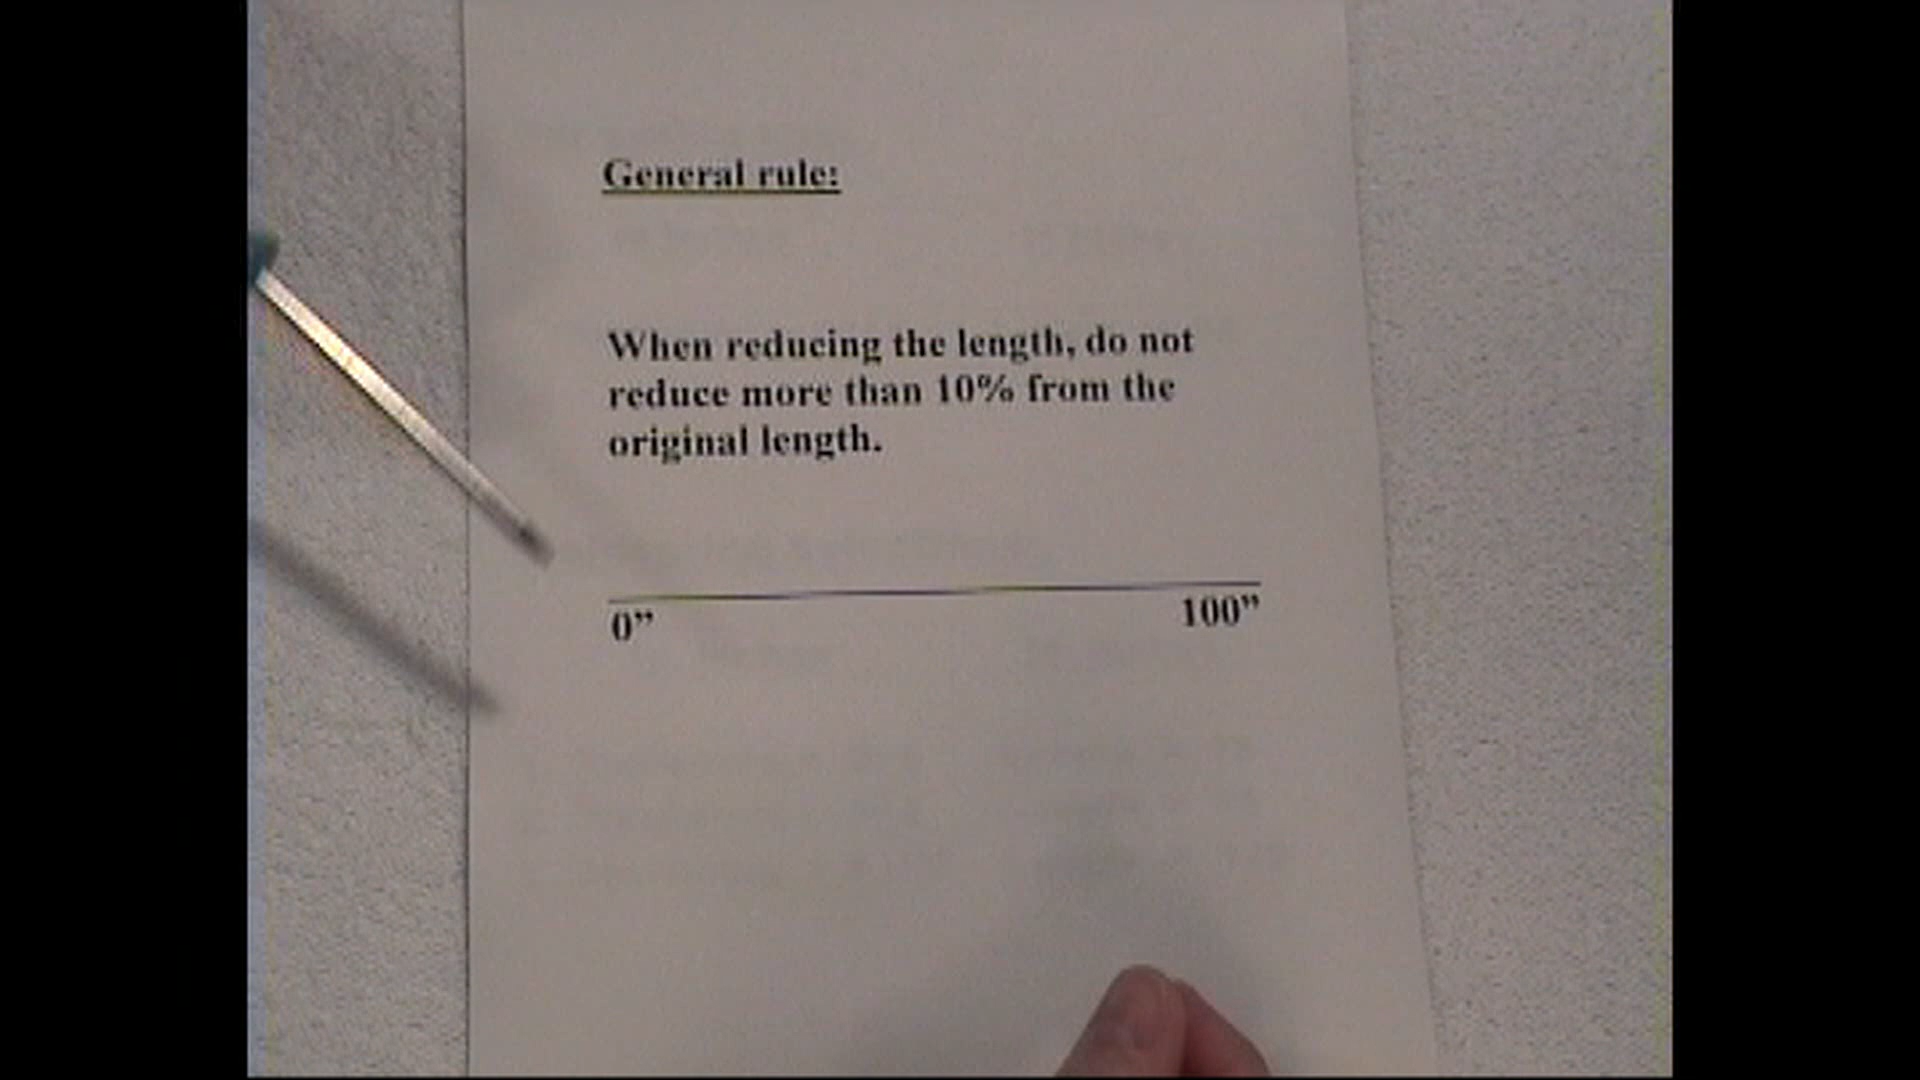 General rule:
When reducing the length, do not
reduce more than 10% from the
original length.
0” 100”